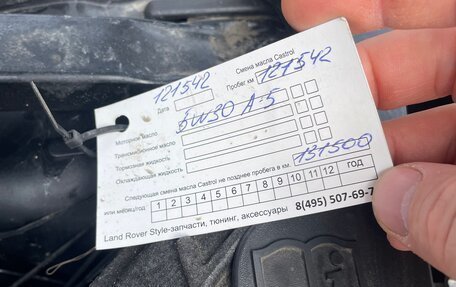 Смена масла Castrol
121542 Пробег км. 121542
Дата
Моторное масло 5W30 A-5
Трансмиссионное масло
Тормозная жидкость
Охлаждающая жидкость
Следующая смена масла Castrol не позднее пробега в км. 131500
или месяц/год: 1 2 3 4 5 6 7 8 9 10 11 12 год
Land Rover Style-запчасти, тюнинг, аксессуары 8(495) 507-69-7